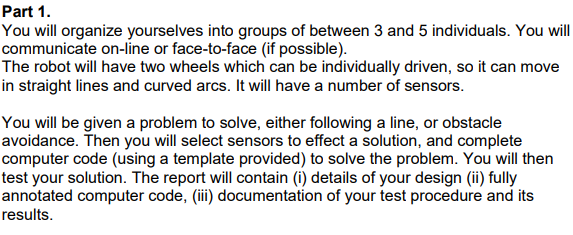 Part 1.
You will organize yourselves into groups of between 3 and 5 individuals. You will
communicate on-line or face-to-face (if possible).
The robot will have two wheels which can be individually driven, so it can move
in straight lines and curved arcs. It will have a number of sensors.
You will be given a problem to solve, either following a line, or obstacle
avoidance. Then you will select sensors to effect a solution, and complete
computer code (using a template provided) to solve the problem. You will then
test your solution. The report will contain (i) details of your design (ii) fully
annotated computer code, (iii) documentation of your test procedure and its
results.